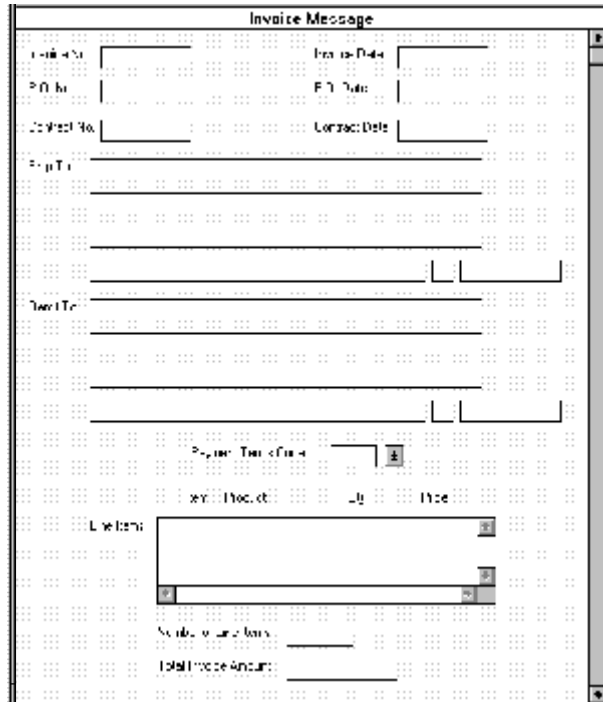 Invoice Message
Invoice No. Invoice Date
P.O. No. P.O. Date
Contract No. Contract Date
Ship To
Remit To
Payment Terms Code
Item Product Qty Price
Line Items
Number of Line Items
Total Invoice Amount